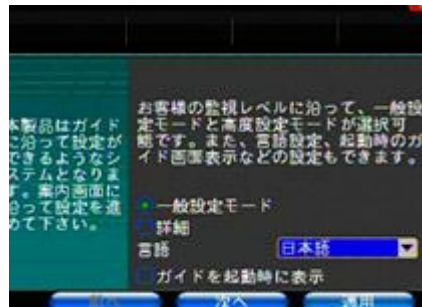 本製品はガイド
に沿って設定が
できるようなシ
ステムとなりま
す。案内画面に
沿って設定を進
めて下さい。
お客様の監視レベルに沿って、一般設
定モードと高度設定モードが選択可
能です。また、言語設定、起動時のガ
イド画面表示などの設定もできます。
一般設定モード
詳細
言語
日本語
ガイドを起動時に表示
次へ
適用